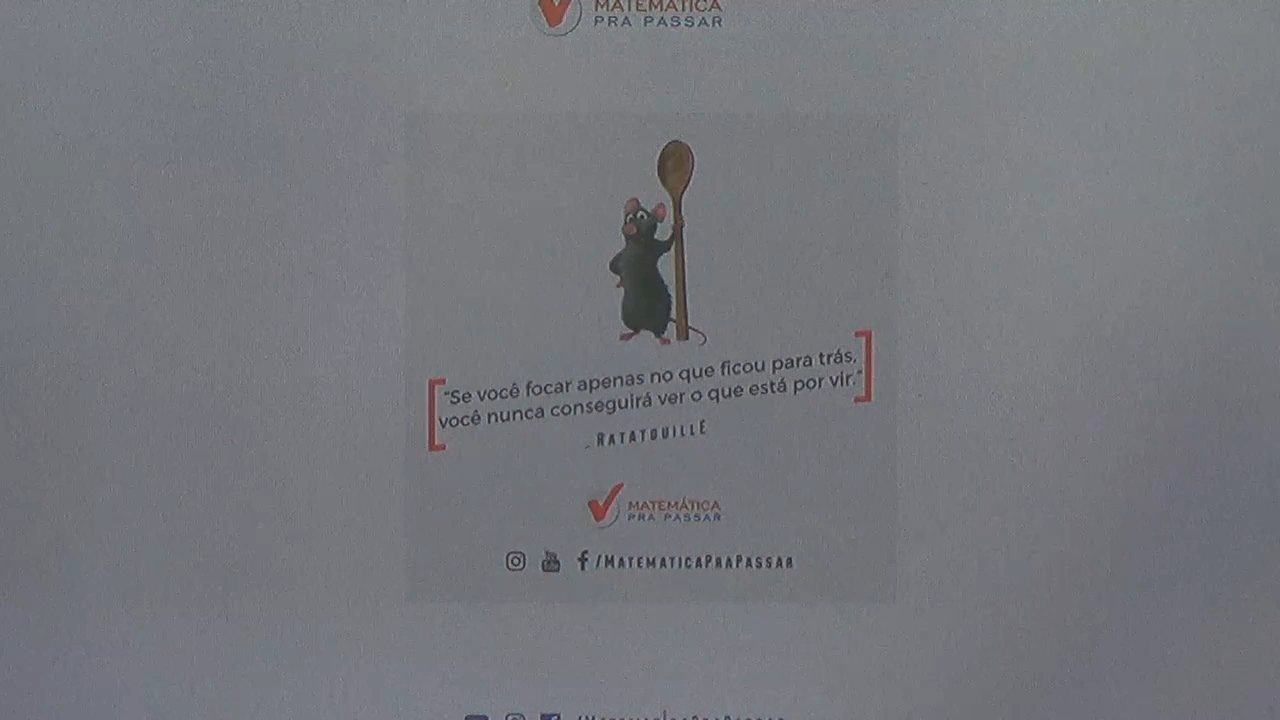 MATEMÁTICA
PRA PASSAR
"Se você focar apenas no que ficou para trás,
você nunca conseguirá ver o que está por vir."
_ RATATOUILLE
MATEMÁTICA
PRA PASSAR
/MATEMATICAPRAPASSAR